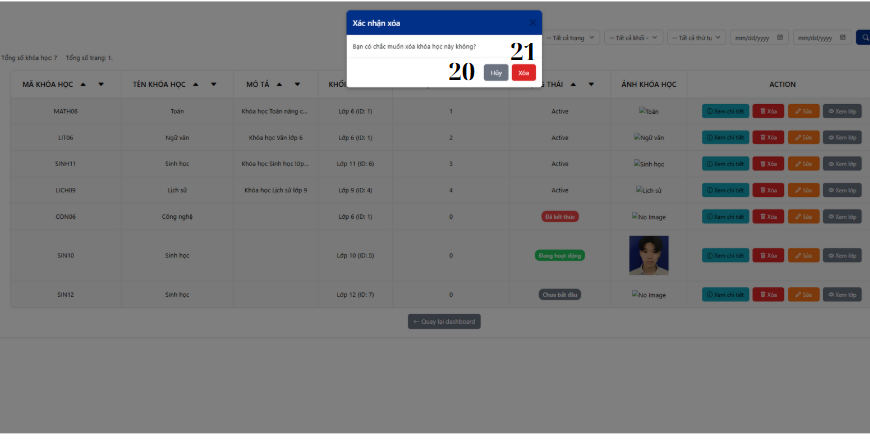 Xác nhận xóa
Bạn có chắc muốn xóa khóa học này không?
21
20 Hủy Xóa
-- Tất cả trạng -- Tất cả khối - -- Tất cả thứ tự mm/dd/yyyy mm/dd/yyyy
Tổng số khóa học: 7 Tổng số trang: 1.
MÃ KHÓA HỌC ▲ ▼ TÊN KHÓA HỌC ▲ ▼ MÔ TẢ ▲ ▼ KHỐI THÁI ▲ ▼ ẢNH KHÓA HỌC ACTION
MATH06 Toán Khóa học Toán nâng c... Lớp 6 (ID: 1) 1 Active Toán Xem chi tiết Xóa Sửa Xem lớp
LIT06 Ngữ văn Khóa học Văn lớp 6 Lớp 6 (ID: 1) 2 Active Ngữ văn Xem chi tiết Xóa Sửa Xem lớp
SINH11 Sinh học Khóa học Sinh học lớp... Lớp 11 (ID: 6) 3 Active Sinh học Xem chi tiết Xóa Sửa Xem lớp
LICH09 Lịch sử Khóa học Lịch sử lớp 9 Lớp 9 (ID: 4) 4 Active Lịch sử Xem chi tiết Xóa Sửa Xem lớp
CON06 Công nghệ Lớp 6 (ID: 1) 0 Đã kết thúc No Image Xem chi tiết Xóa Sửa Xem lớp
SIN10 Sinh học Lớp 10 (ID: 5) 0 Đang hoạt động Xem chi tiết Xóa Sửa Xem lớp
SIN12 Sinh học Lớp 12 (ID: 7) 0 Chưa bắt đầu No Image Xem chi tiết Xóa Sửa Xem lớp
← Quay lại dashboard